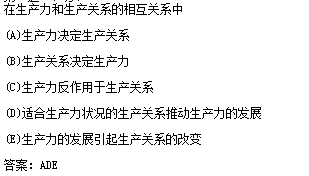 在生产力和生产关系的相互关系中
(A)生产力决定生产关系
(B)生产关系决定生产力
(C)生产力反作用于生产关系
(D)适合生产力状况的生产关系推动生产力的发展
(E)生产力的发展引起生产关系的改变
答案：ADE